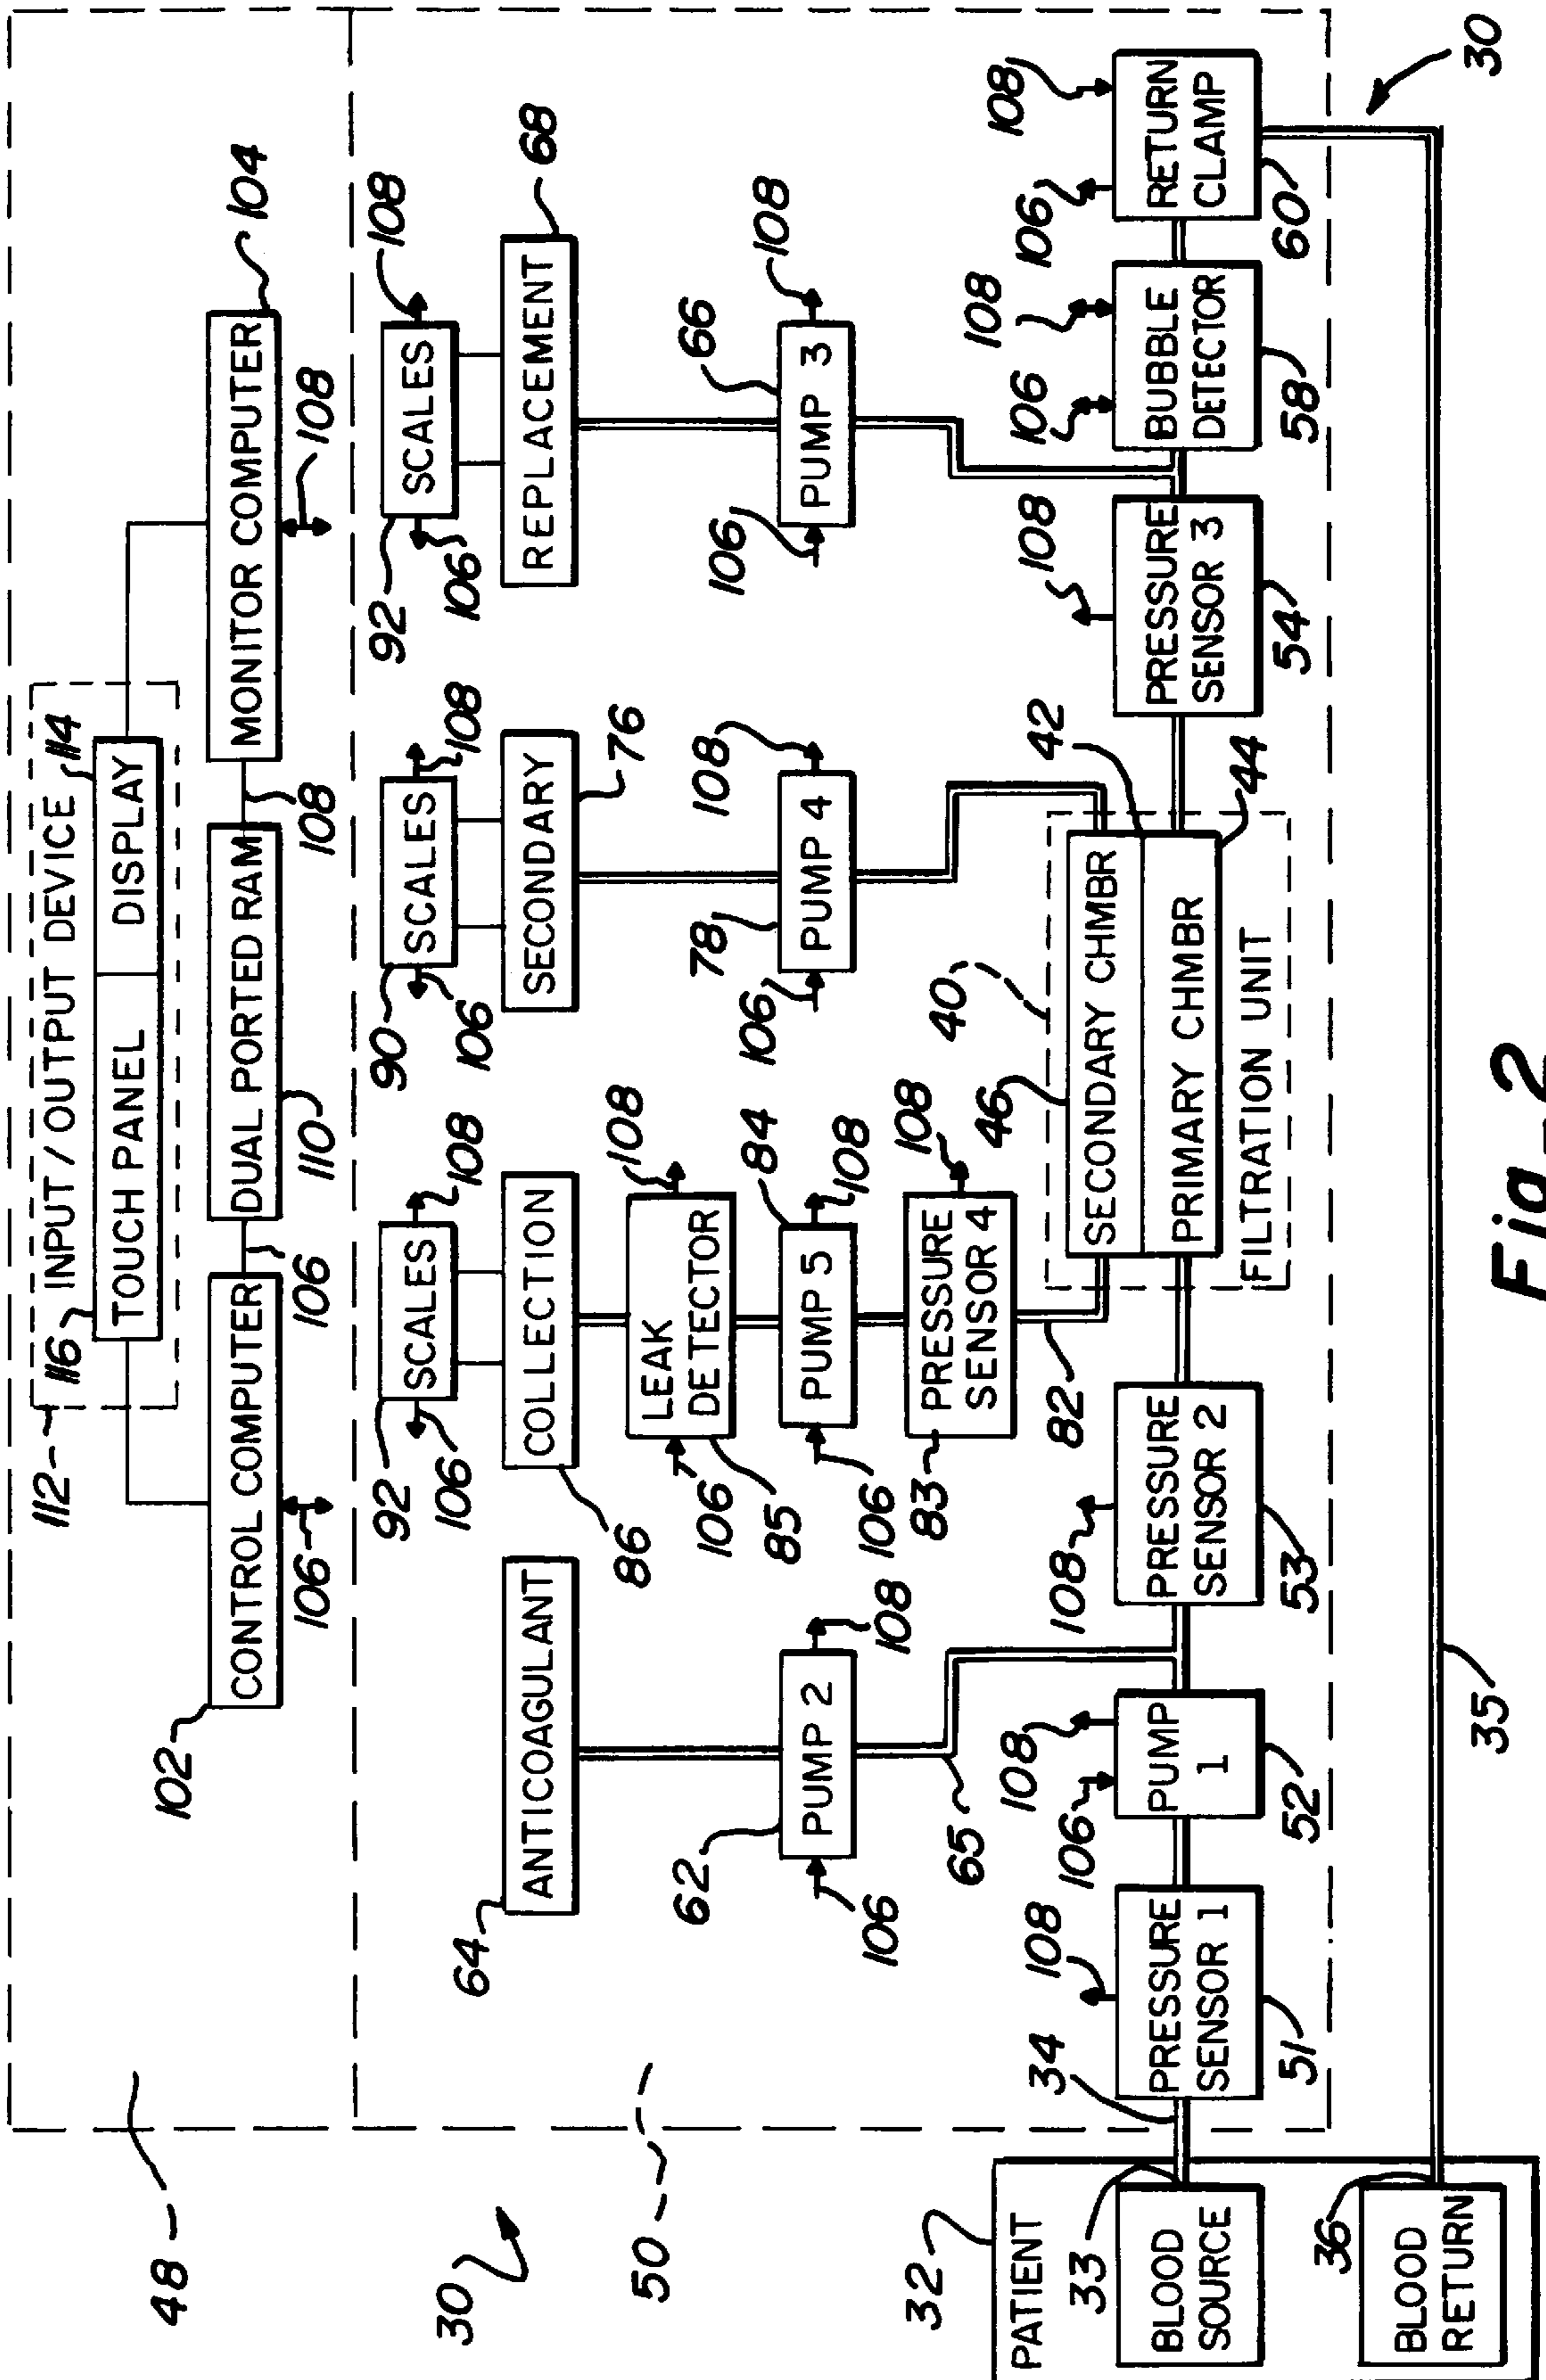 48
112
116
INPUT/OUTPUT DEVICE
114
TOUCH PANEL
DISPLAY
102
CONTROL COMPUTER
106
DUAL PORTED RAM
108
MONITOR COMPUTER
104
106
110
108
30
50
92
SCALES
106
108
90
SCALES
106
108
92
SCALES
106
108
64
ANTICOAGULANT
COLLECTION
86
SECONDARY
76
REPLACEMENT
68
LEAK
DETECTOR
106
108
85
62
PUMP 2
106
108
65
84
PUMP 5
106
108
78
PUMP 4
106
108
66
PUMP 3
106
108
83
PRESSURE
SENSOR 4
108
82
40
46
42
44
SECONDARY CHMBR
PRIMARY CHMBR
FILTRATION UNIT
32
PATIENT
33
BLOOD
SOURCE
34
PRESSURE
SENSOR 1
108
51
PUMP
1
106
108
52
PRESSURE
SENSOR 2
108
53
PRESSURE
SENSOR 3
108
54
BUBBLE
DETECTOR
106
108
58
RETURN
CLAMP
106
108
60
36
BLOOD
RETURN
35
30
Fig_2